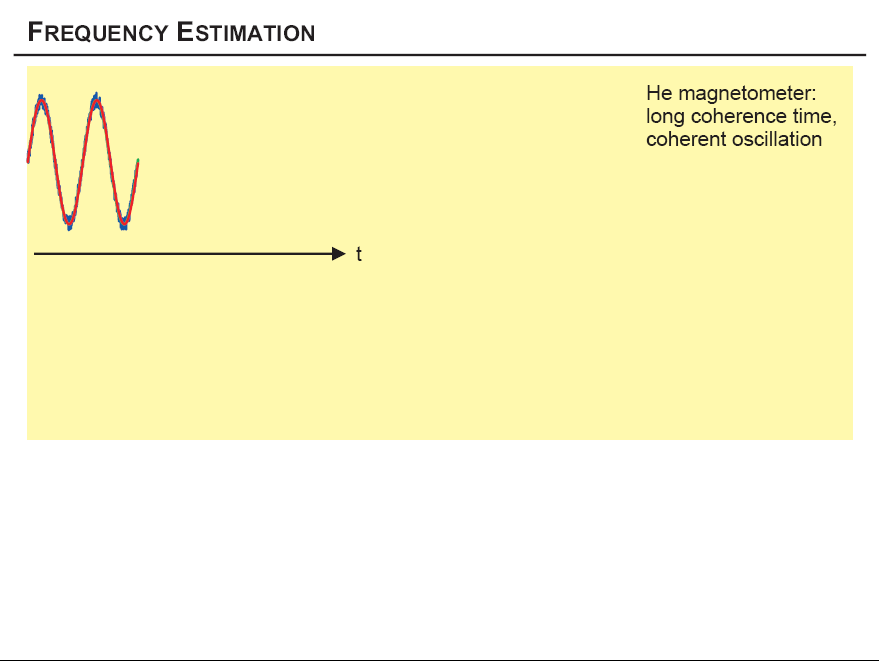 FREQUENCY ESTIMATION
He magnetometer:
long coherence time,
coherent oscillation
t